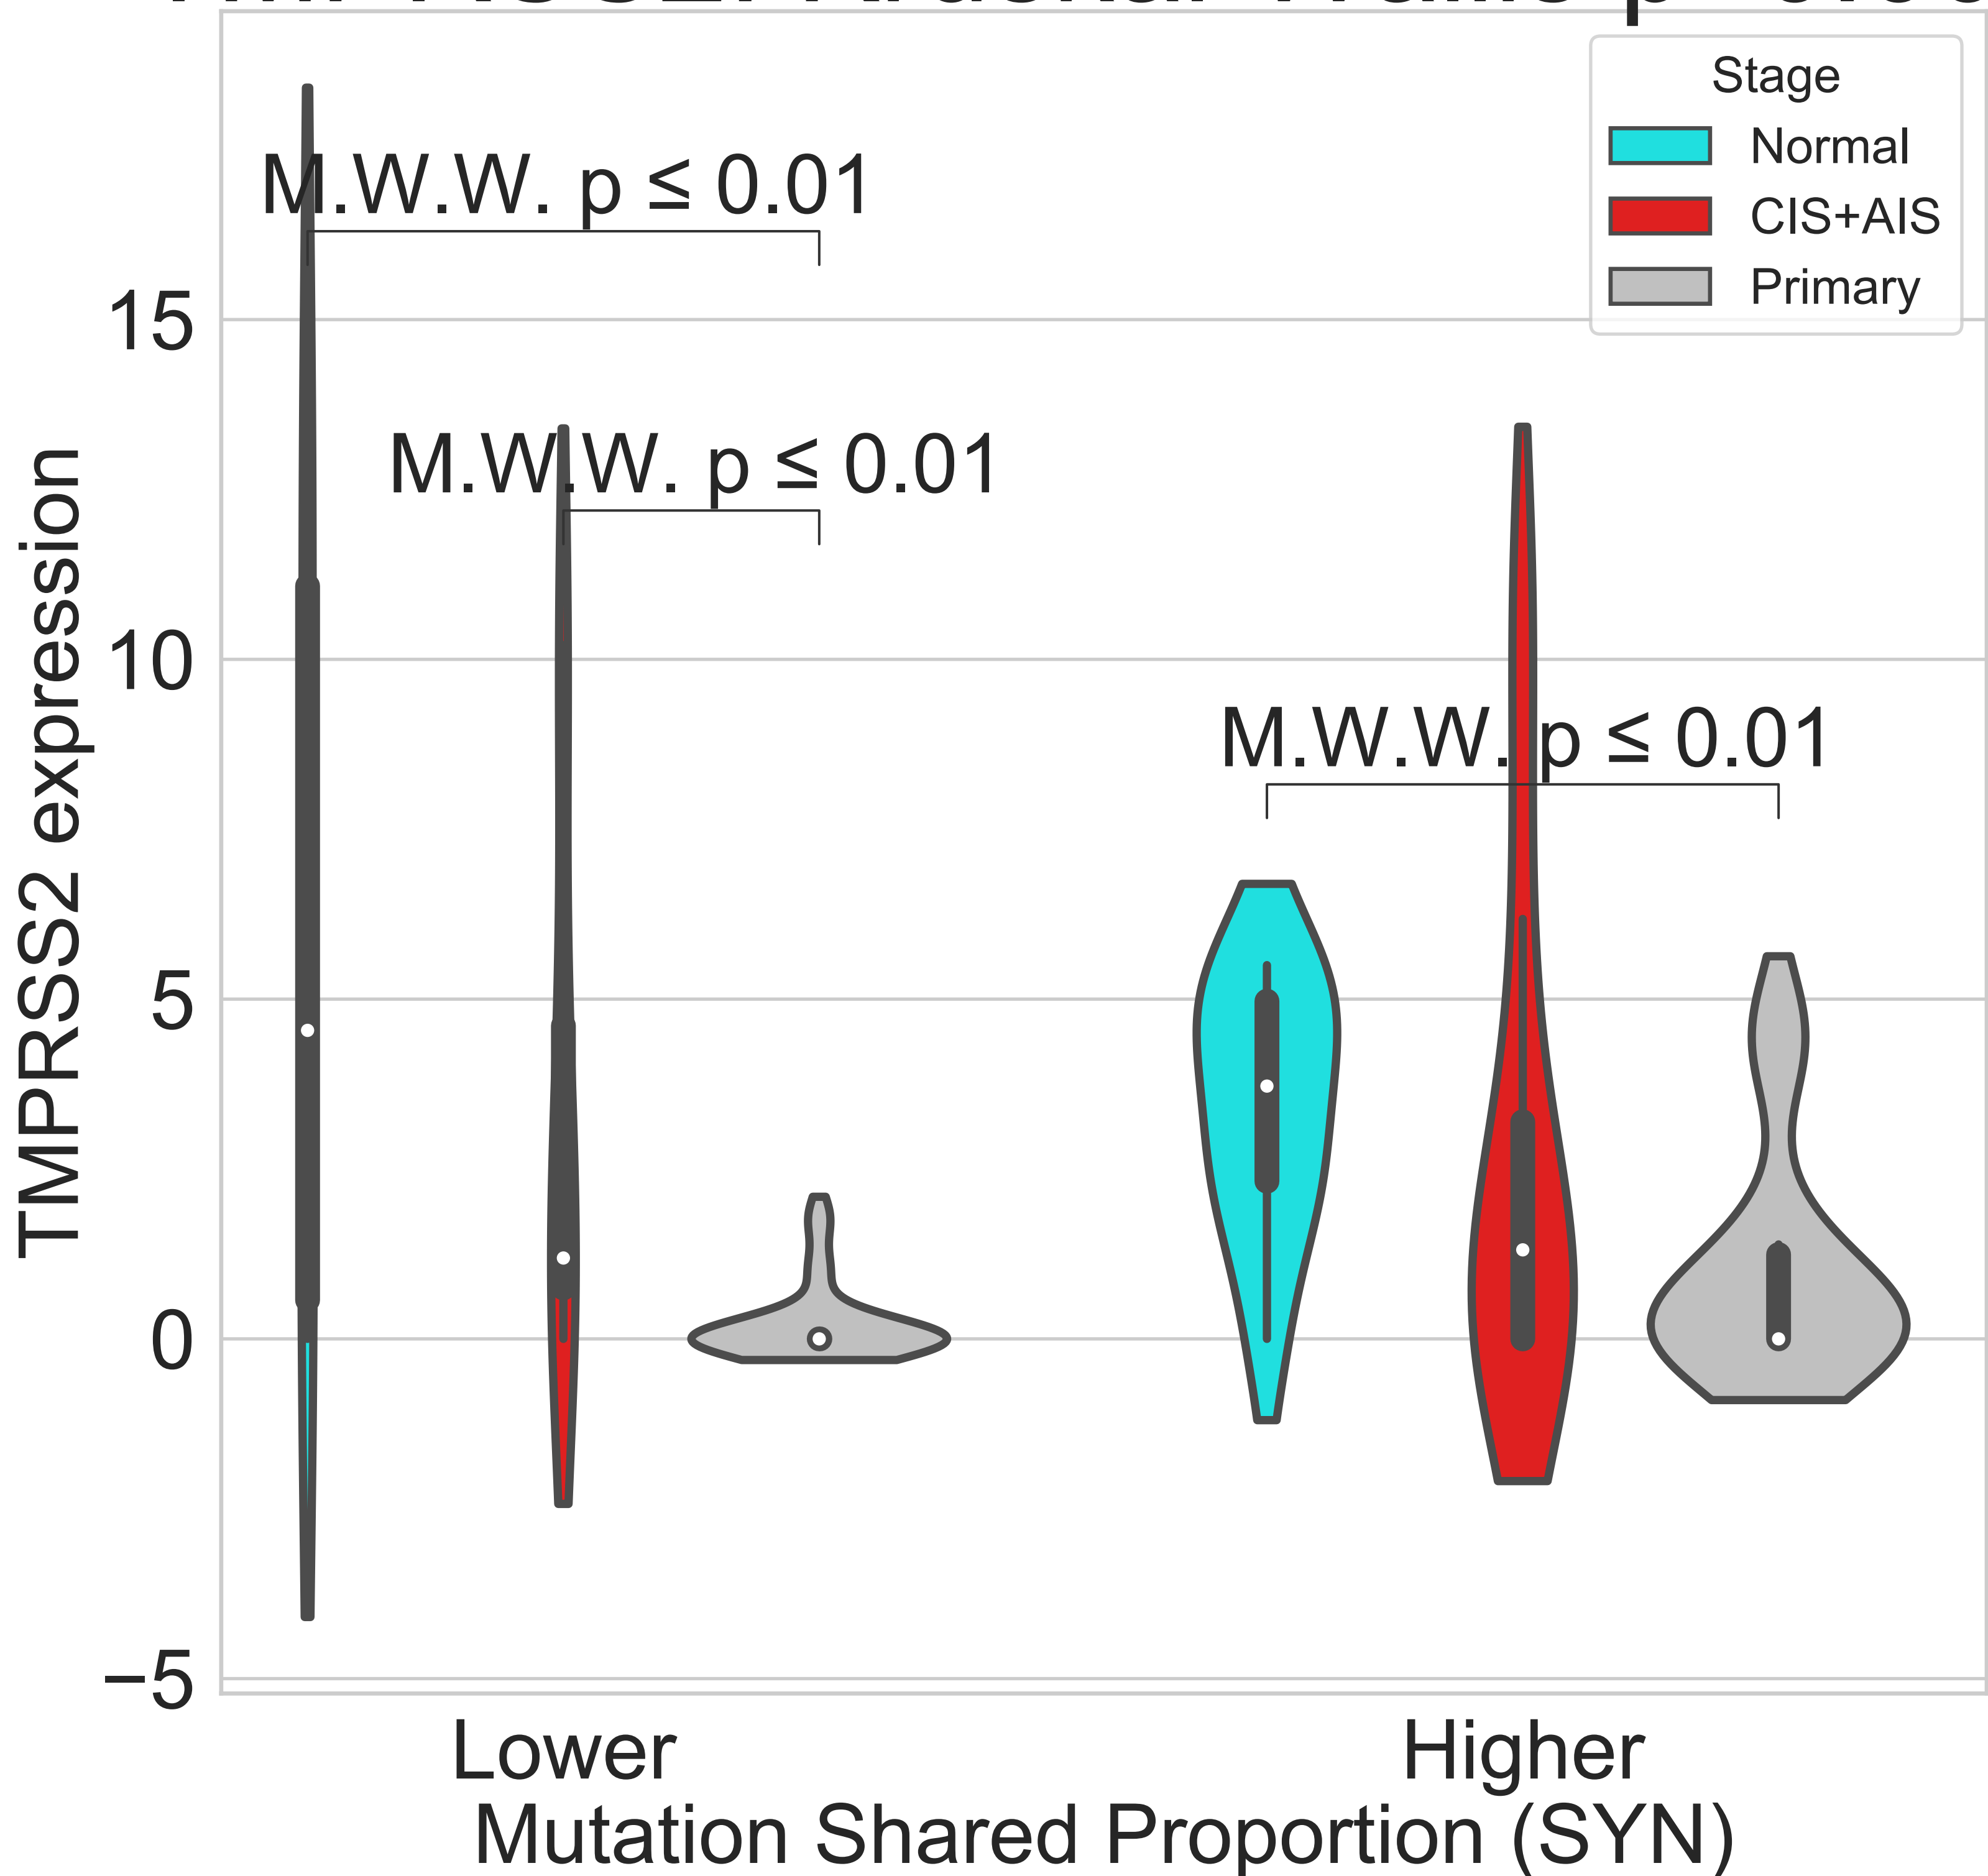 Stage
Normal
CIS+AIS
Primary
M.W.W. p ≤ 0.01
M.W.W. p ≤ 0.01
M.W.W. p ≤ 0.01
15
10
5
0
−5
TMPRSS2 expression
Lower
Higher
Mutation Shared Proportion (SYN)